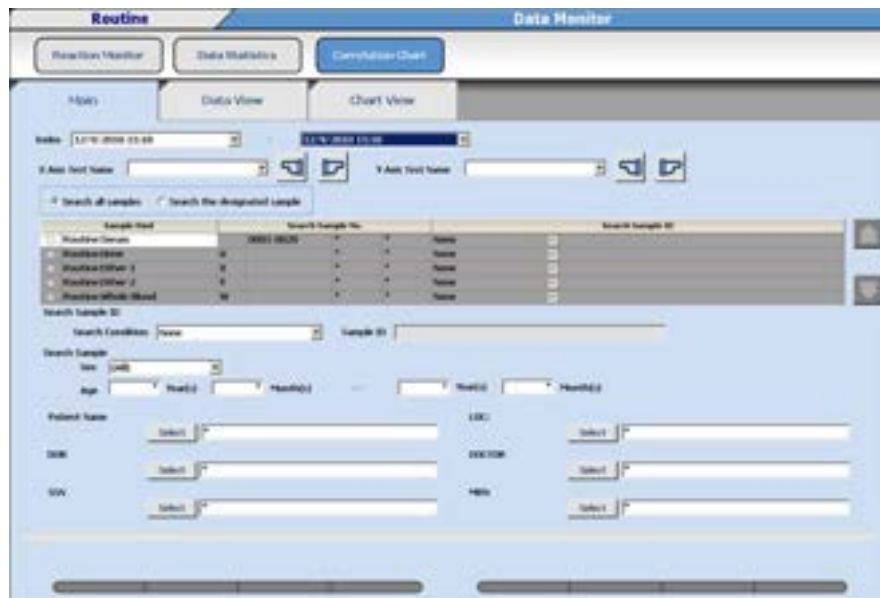 Routine Data Monitor
Reaction Monitor Data Statistics Correlation Chart
Main Data View Chart View
Index
X Axis Test Name Y Axis Test Name
Search all samples Search the designated sample
Sample Kind Search Sample No. Search Sample ID
Routine Serum 0001-0020 * * None
Routine Urine U * * None
Routine Other-1 X * * None
Routine Other-2 Y * * None
Routine Whole Blood W * * None
Search Sample ID
Search Condition None Sample ID
Search Sample
Sex (All)
Age * Year(s) * Month(s) * Year(s) * Month(s)
Patient Name LOC:
Select * Select *
DOCTOR
Select * Select *
Select * Select *